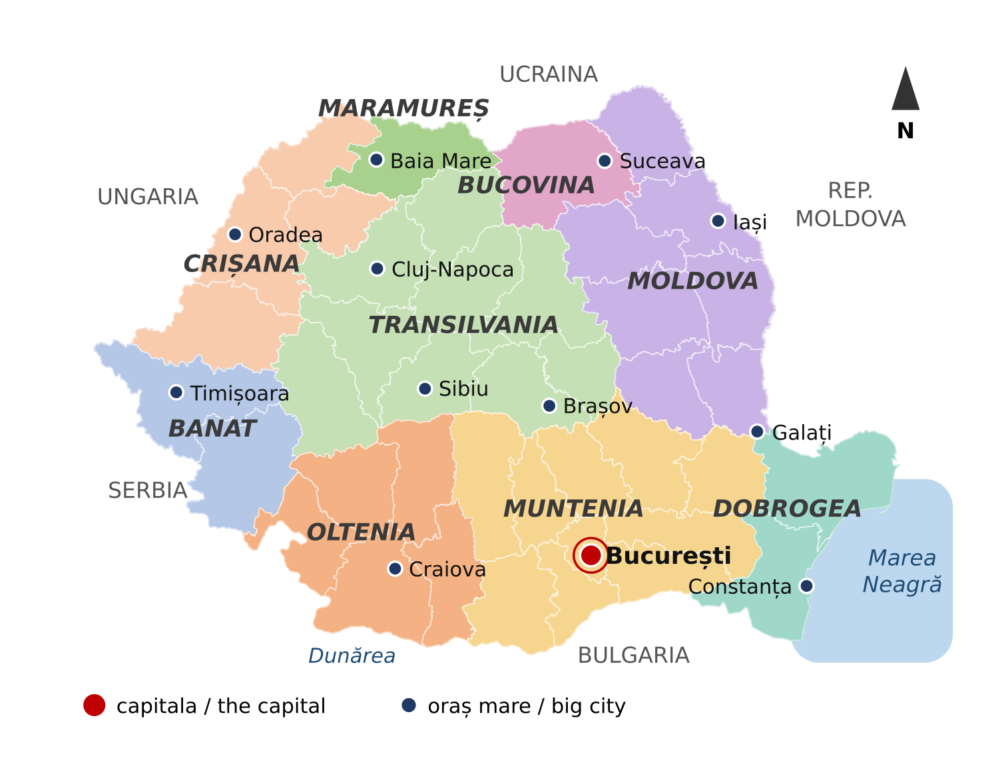 UCRAINA
MARAMUREȘ
N
Baia Mare
Suceava
BUCOVINA
UNGARIA
REP.
MOLDOVA
Iași
Oradea
CRIȘANA
Cluj-Napoca
MOLDOVA
TRANSILVANIA
Timișoara
Sibiu
Brașov
BANAT
Galați
SERBIA
MUNTENIA
DOBROGEA
OLTENIA
București
Marea
Neagră
Craiova
Constanța
Dunărea
BULGARIA
capitala / the capital
oraș mare / big city